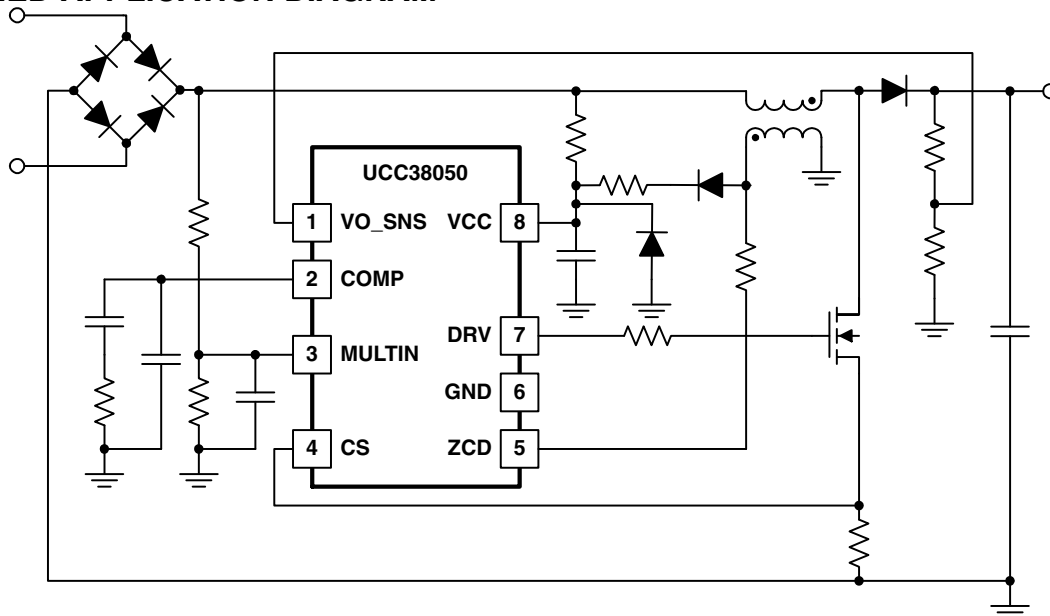 UCC38050
1 VO_SNS VCC 8
2 COMP
DRV 7
3 MULTIN
GND 6
4 CS ZCD 5